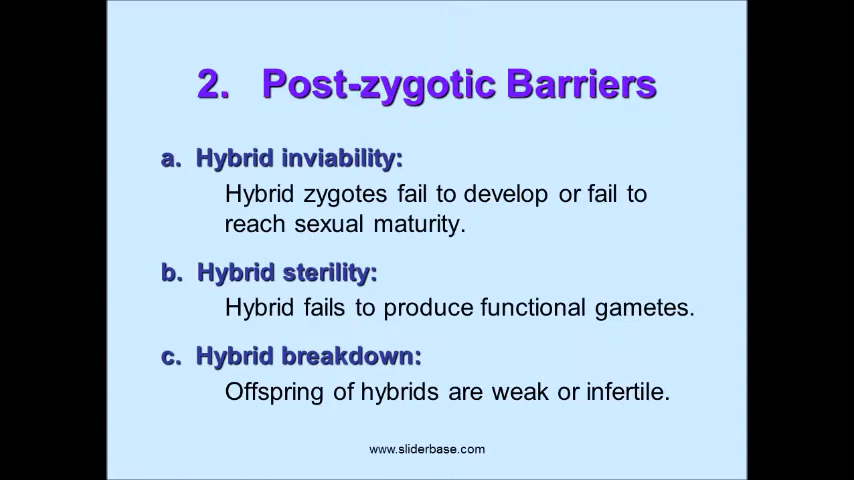 2. Post-zygotic Barriers
a. Hybrid inviability:
Hybrid zygotes fail to develop or fail to
reach sexual maturity.
b. Hybrid sterility:
Hybrid fails to produce functional gametes.
c. Hybrid breakdown:
Offspring of hybrids are weak or infertile.
www.sliderbase.com